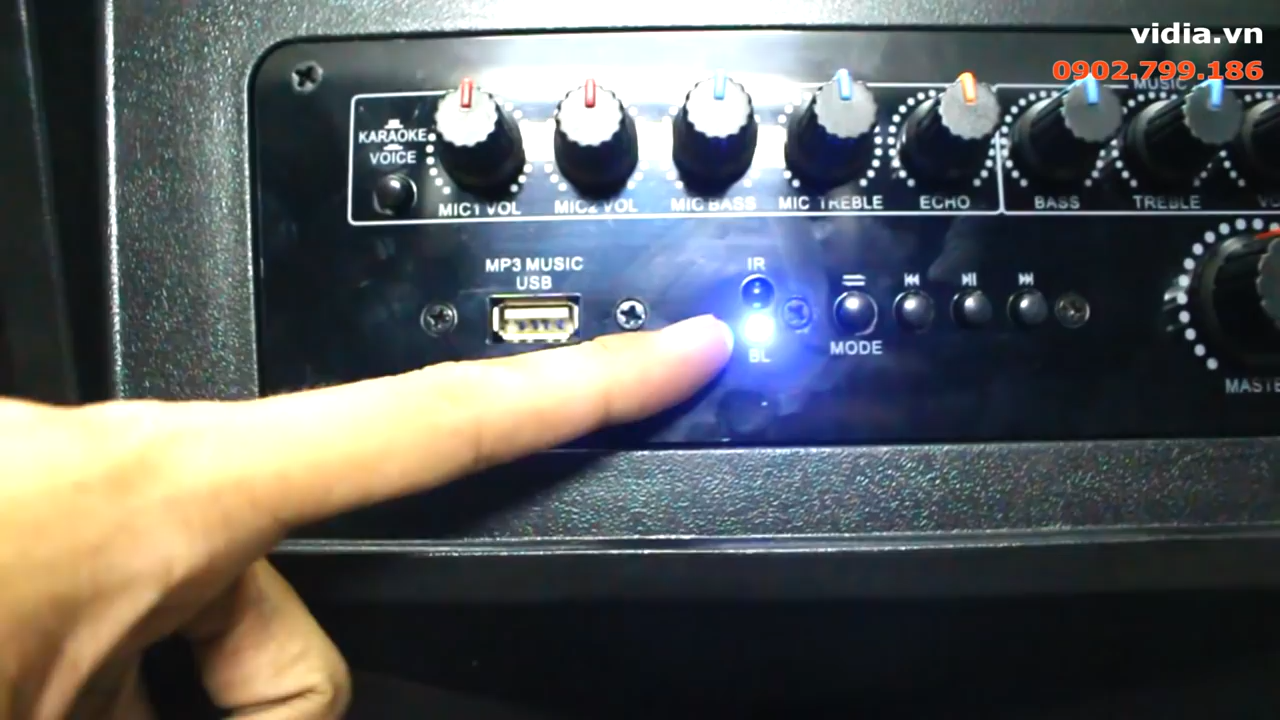 vidia.vn
0902.799.186
MUSIC
KARAOKE
VOICE
MIC1 VOL
MIC2 VOL
MIC BASS
MIC TREBLE
ECHO
BASS
TREBLE
MP3 MUSIC
USB
IR
BL
MODE